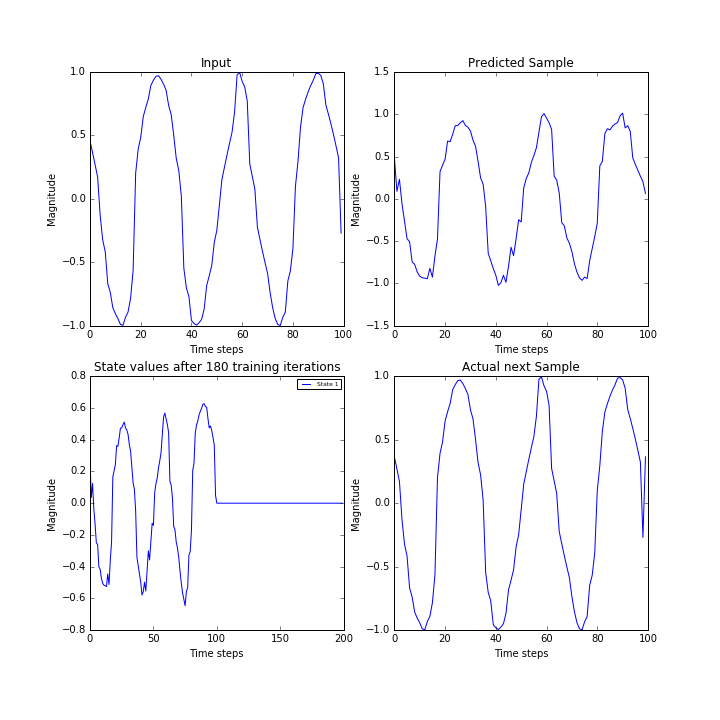 Input
Magnitude
1.0
0.5
0.0
−0.5
−1.0
0 20 40 60 80 100
Time steps
Predicted Sample
Magnitude
1.5
1.0
0.5
0.0
−0.5
−1.0
−1.5
0 20 40 60 80 100
Time steps
State values after 180 training iterations
State 1
Magnitude
0.8
0.6
0.4
0.2
0.0
−0.2
−0.4
−0.6
−0.8
0 50 100 150 200
Time steps
Actual next Sample
Magnitude
1.0
0.5
0.0
−0.5
−1.0
0 20 40 60 80 100
Time steps